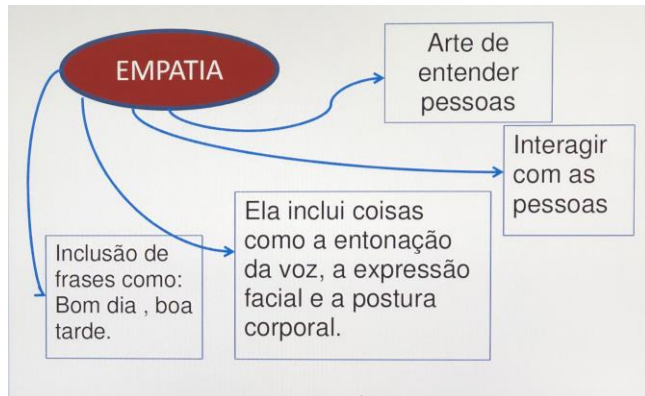 EMPATIA
Arte de
entender
pessoas
Interagir
com as
pessoas
Ela inclui coisas
como a entonação
da voz, a expressão
facial e a postura
corporal.
Inclusão de
frases como:
Bom dia , boa
tarde.